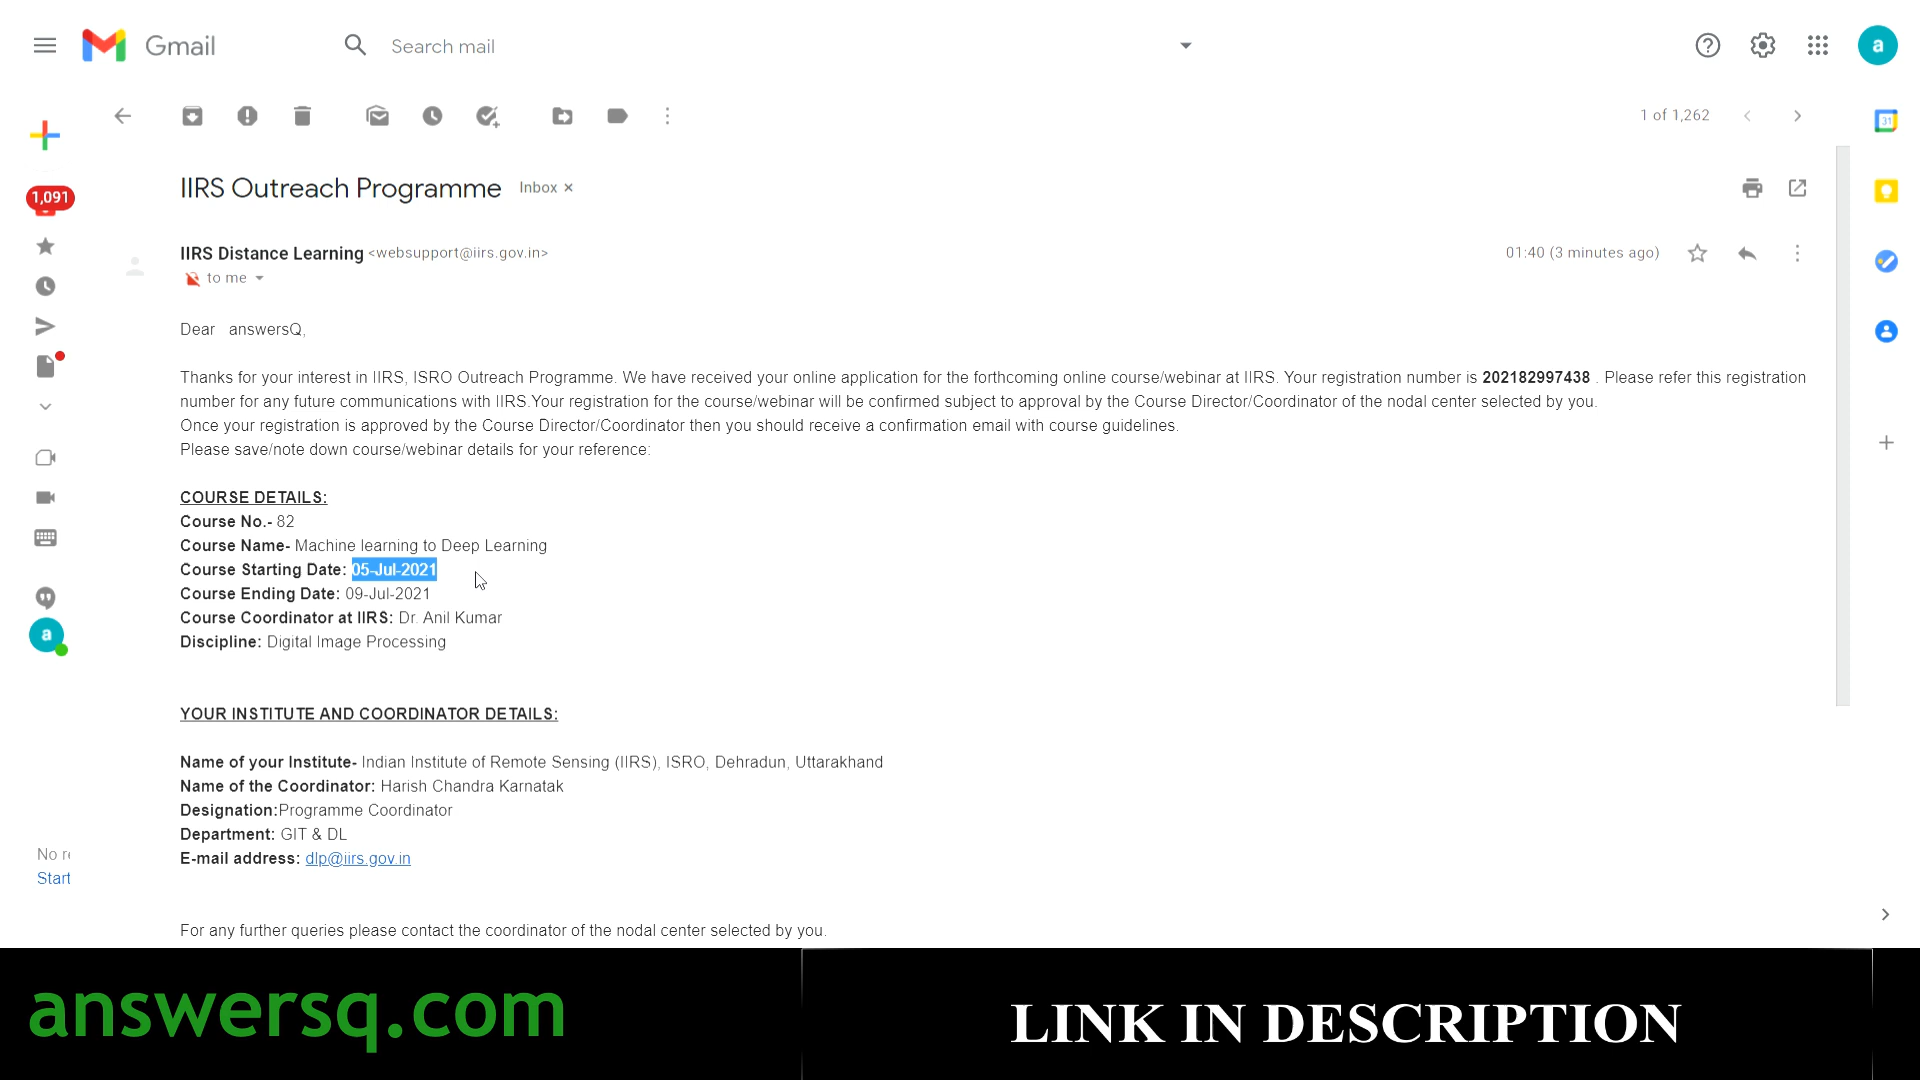 Gmail
Search mail
a
1 of 1,262
31
1,091
IIRS Outreach Programme Inbox ×
IIRS Distance Learning <websupport@iirs.gov.in> 01:40 (3 minutes ago)
to me
Dear answersQ,
Thanks for your interest in IIRS, ISRO Outreach Programme. We have received your online application for the forthcoming online course/webinar at IIRS. Your registration number is 202182997438 . Please refer this registration
number for any future communications with IIRS.Your registration for the course/webinar will be confirmed subject to approval by the Course Director/Coordinator of the nodal center selected by you.
Once your registration is approved by the Course Director/Coordinator then you should receive a confirmation email with course guidelines.
Please save/note down course/webinar details for your reference:
COURSE DETAILS:
Course No.- 82
Course Name- Machine learning to Deep Learning
Course Starting Date: 05-Jul-2021
Course Ending Date: 09-Jul-2021
Course Coordinator at IIRS: Dr. Anil Kumar
Discipline: Digital Image Processing
a
YOUR INSTITUTE AND COORDINATOR DETAILS:
Name of your Institute- Indian Institute of Remote Sensing (IIRS), ISRO, Dehradun, Uttarakhand
Name of the Coordinator: Harish Chandra Karnatak
Designation:Programme Coordinator
Department: GIT & DL
E-mail address: dlp@iirs.gov.in
No
Start
For any further queries please contact the coordinator of the nodal center selected by you.
answersq.com
LINK IN DESCRIPTION